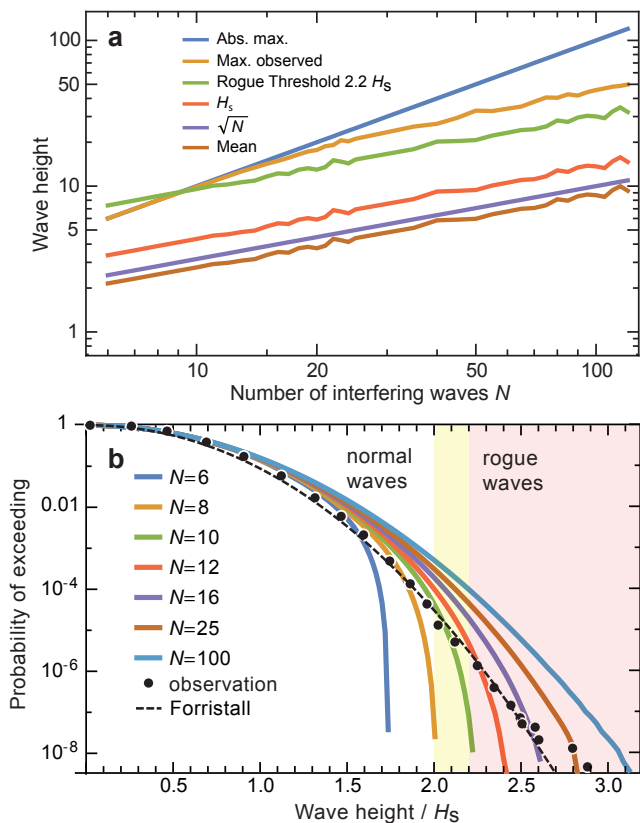 a
Abs. max.
Max. observed
Rogue Threshold 2.2 Hs
Hs
√N
Mean
100
50
10
5
1
Wave height
10
20
50
100
Number of interfering waves N
b
normal
waves
rogue
waves
N=6
N=8
N=10
N=12
N=16
N=25
N=100
observation
Forristall
1
0.01
10⁻⁴
10⁻⁶
10⁻⁸
Probability of exceeding
0.5
1.0
1.5
2.0
2.5
3.0
Wave height / Hs